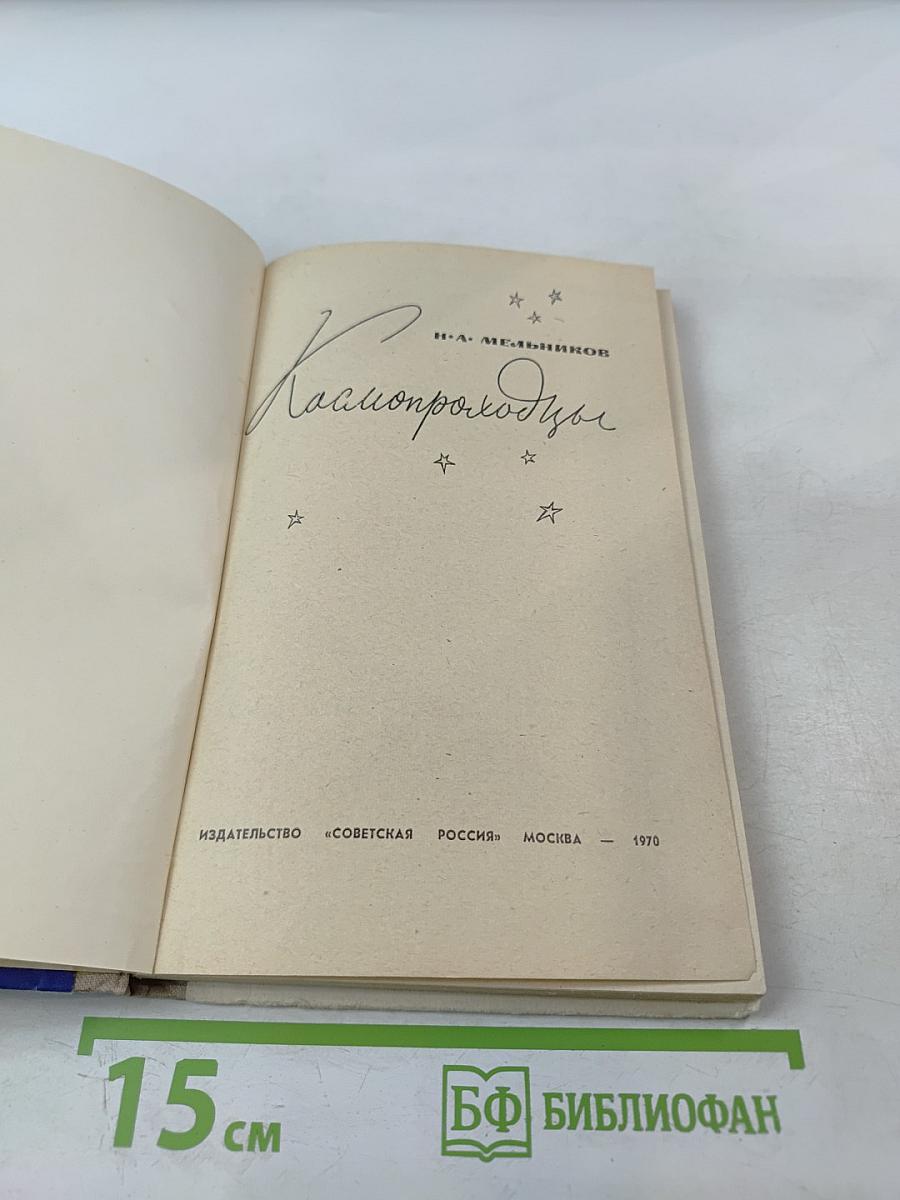 Н. А. МЕЛЬНИКОВ
Космопроходцы
ИЗДАТЕЛЬСТВО «СОВЕТСКАЯ РОССИЯ» МОСКВА — 1970
15 см
БФ БИБЛИОФАН